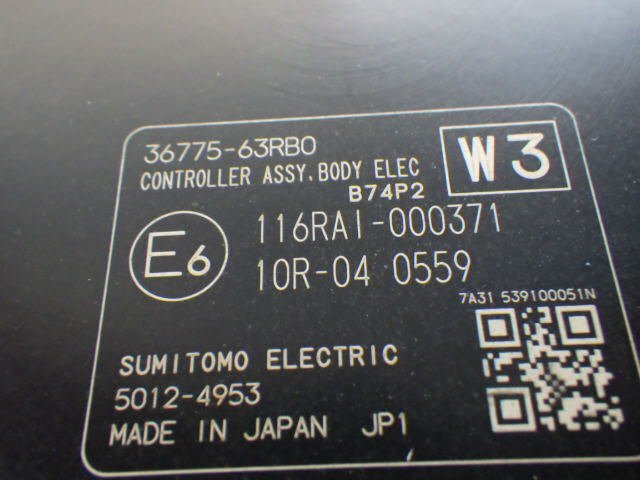 36775-63RB0
W3
CONTROLLER ASSY, BODY ELEC
B74P2
E6
116RAI-000371
10R-04 0559
7A31 539100051N
SUMITOMO ELECTRIC
5012-4953
MADE IN JAPAN JP1